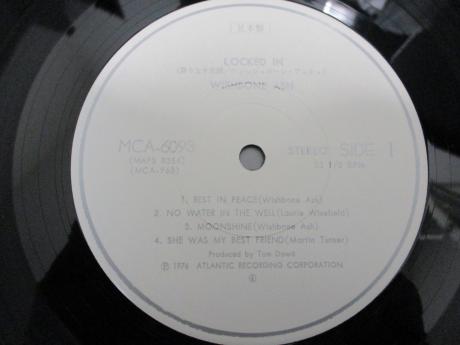 見本盤
LOCKED IN
WISHBONE ASH
MCA-6093
STEREO SIDE 1
(MAPS 8354)
33 1/3 RPM
(MCA-968)
1. REST IN PEACE(Wishbone Ash)
2. NO WATER IN THE WELL(Laurie Wisefield)
3. MOONSHINE(Wishbone Ash)
4. SHE WAS MY BEST FRIEND(Martin Turner)
Produced by Tom Dowd
Ⓟ 1976 ATLANTIC RECORDING CORPORATION